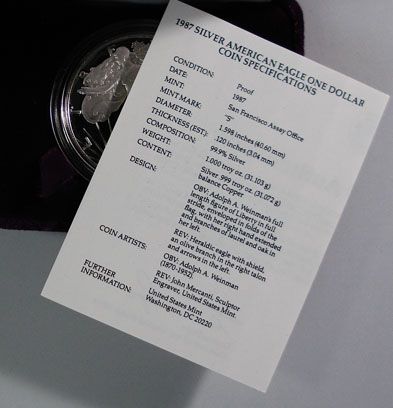 1987 SILVER AMERICAN EAGLE ONE DOLLAR
COIN SPECIFICATIONS
CONDITION: Proof
DATE: 1987
MINT: San Francisco Assay Office
MINT MARK: "S"
DIAMETER: 1.598 inches (40.60 mm)
THICKNESS (EST): .120 inches (3.04 mm)
COMPOSITION: 99.9% Silver
WEIGHT: 1.000 troy oz. (31.103 g)
CONTENT: Silver .999 troy oz. (31.072 g)
balance Copper
DESIGN: OBV: Adolph A. Weinman's full
length figure of Liberty in full
stride, enveloped in folds of the
flag, with her right hand extended
and branches of laurel and oak in
her left.
REV: Heraldic eagle with shield,
an olive branch in the right talon
and arrows in the left.
COIN ARTISTS: OBV: Adolph A. Weinman
(1870-1952).
REV: John Mercanti, Sculptor
Engraver, United States Mint.
FURTHER
INFORMATION: United States Mint
Washington, DC 20220